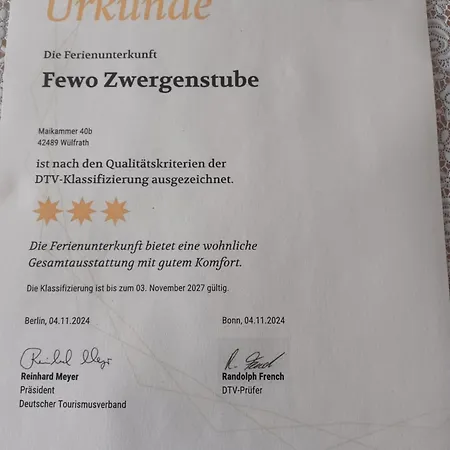 Urkunde
Die Ferienunterkunft
Fewo Zwergenstube
Maikammer 40b
42489 Wülfrath
ist nach den Qualitätskriterien der
DTV-Klassifizierung ausgezeichnet.
Die Ferienunterkunft bietet eine wohnliche
Gesamtausstattung mit gutem Komfort.
Die Klassifizierung ist bis zum 03. November 2027 gültig.
Berlin, 04.11.2024
Bonn, 04.11.2024
Reinhard Meyer
Präsident
Deutscher Tourismusverband
Randolph French
DTV-Prüfer